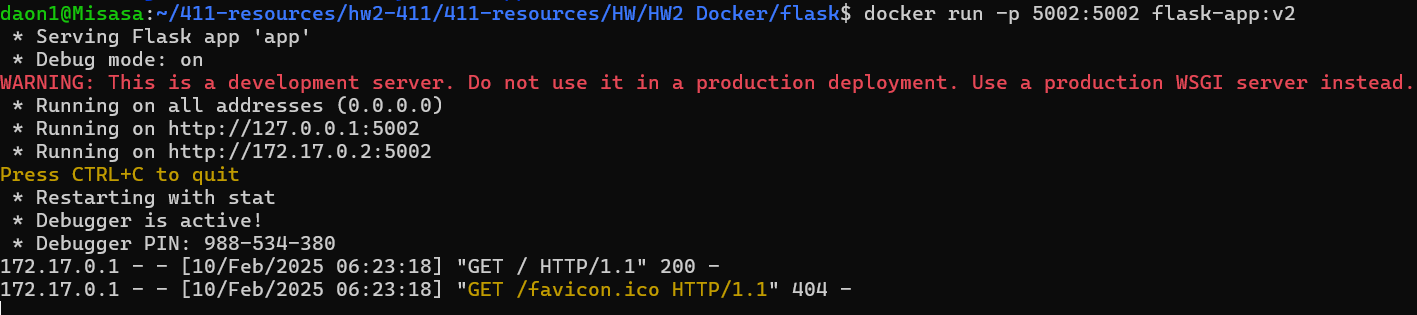 daon1@Misasa:~/411-resources/hw2-411/411-resources/HW/HW2 Docker/flask$ docker run -p 5002:5002 flask-app:v2
 * Serving Flask app 'app'
 * Debug mode: on
WARNING: This is a development server. Do not use it in a production deployment. Use a production WSGI server instead.
 * Running on all addresses (0.0.0.0)
 * Running on http://127.0.0.1:5002
 * Running on http://172.17.0.2:5002
Press CTRL+C to quit
 * Restarting with stat
 * Debugger is active!
 * Debugger PIN: 988-534-380
172.17.0.1 - - [10/Feb/2025 06:23:18] "GET / HTTP/1.1" 200 -
172.17.0.1 - - [10/Feb/2025 06:23:18] "GET /favicon.ico HTTP/1.1" 404 -